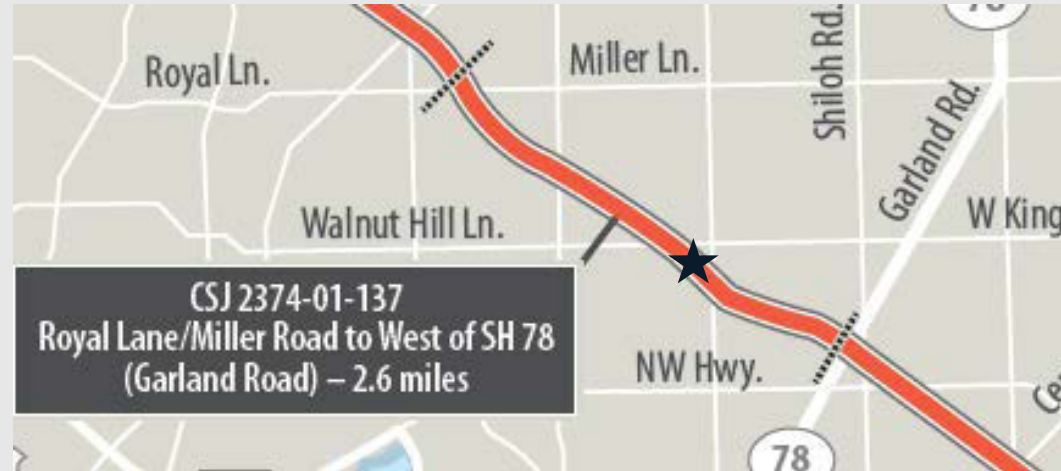 78
Royal Ln.
Miller Ln.
Shiloh Rd.
Garland Rd.
Walnut Hill Ln.
W King
CSJ 2374-01-137
Royal Lane/Miller Road to West of SH 78
(Garland Road) – 2.6 miles
NW Hwy.
78